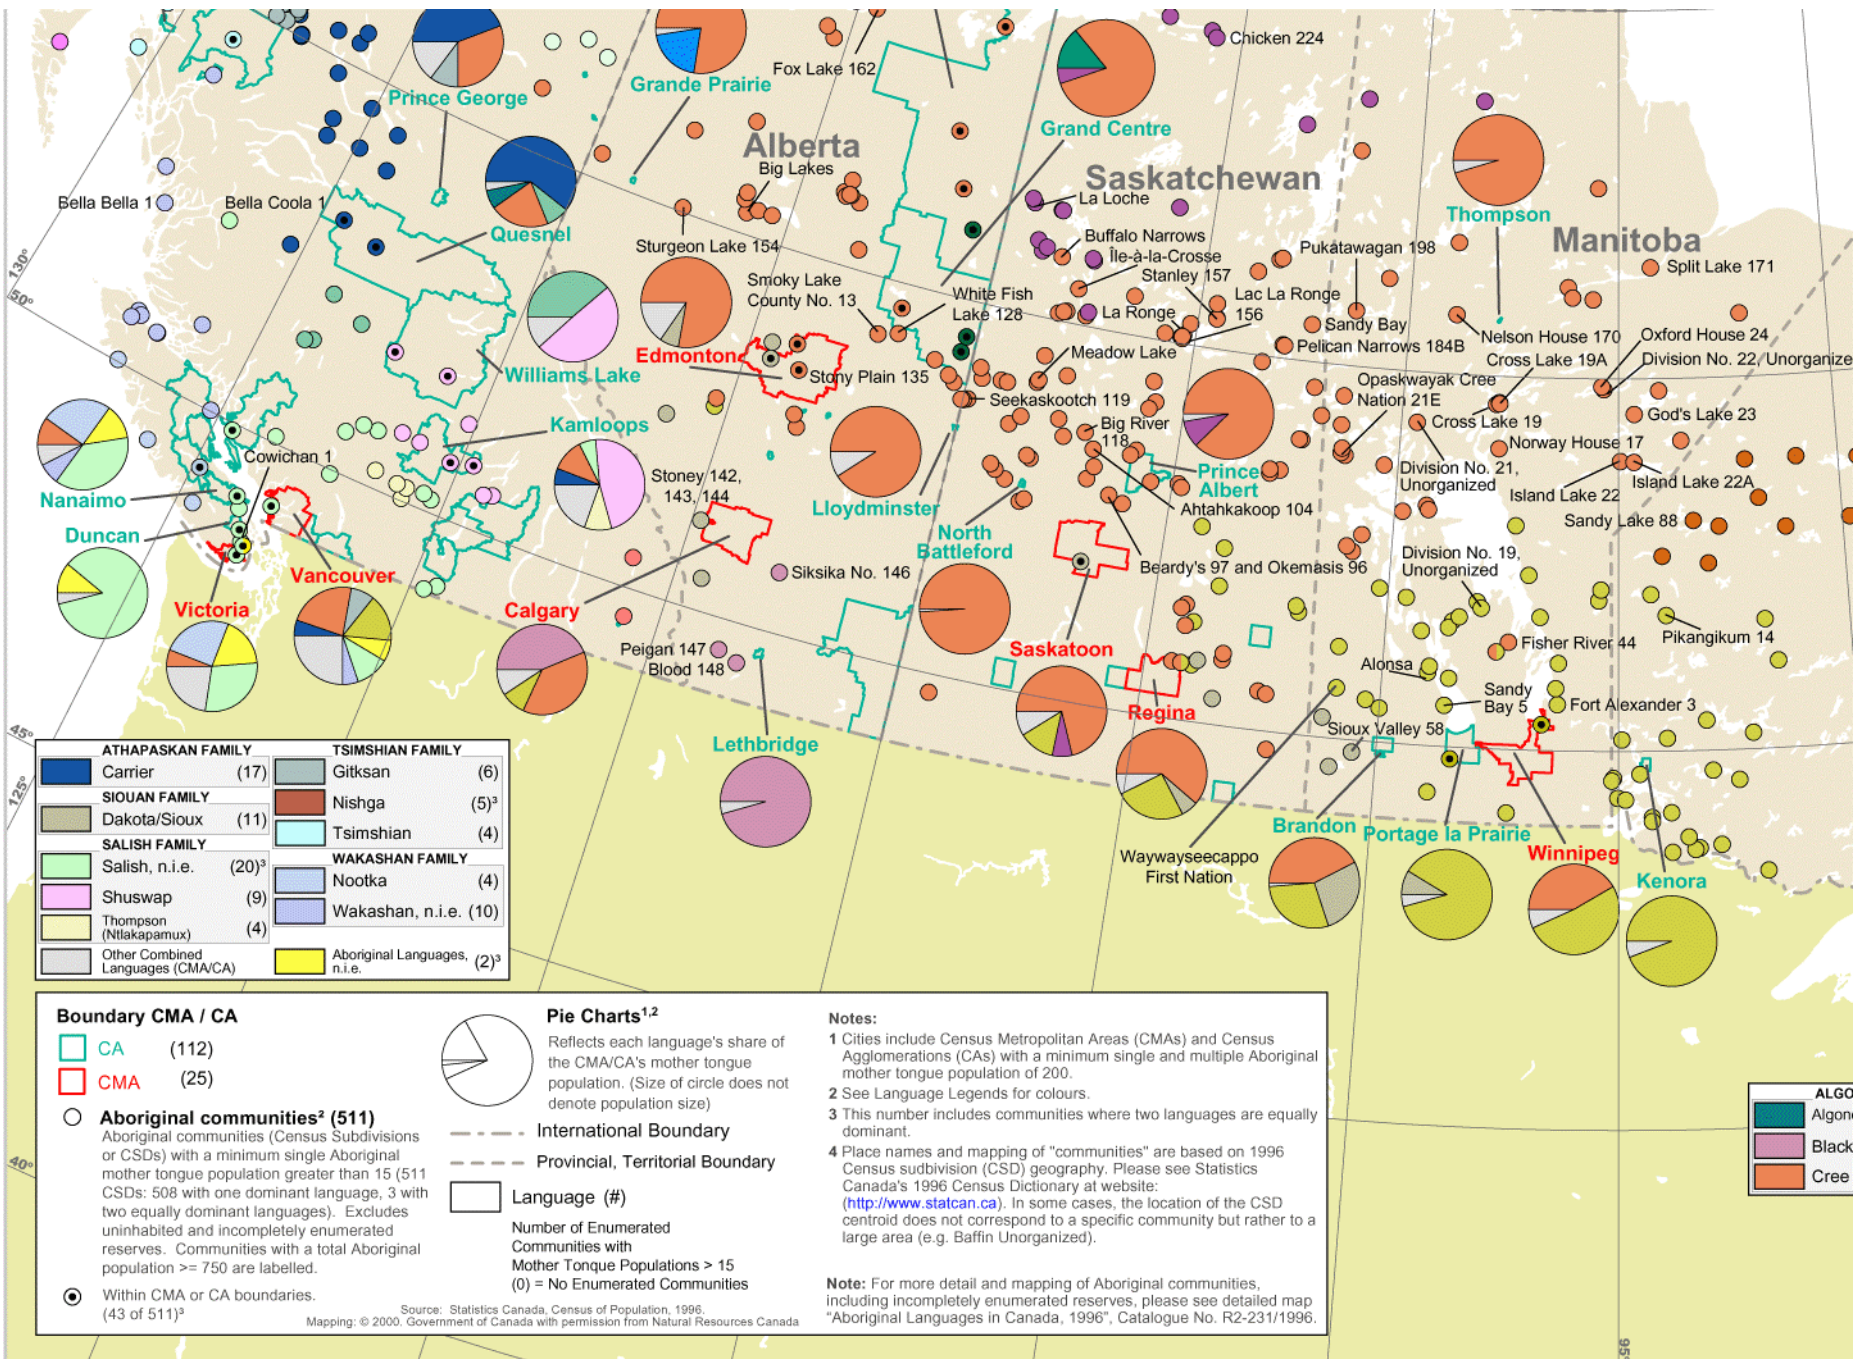 Chicken 224
Fox Lake 162
Grande Prairie
Prince George
Grand Centre
Alberta
Big Lakes
Saskatchewan
La Loche
Bella Bella 1
Bella Coola 1
Thompson
Quesnel
Sturgeon Lake 154
Buffalo Narrows
Île-à-la-Crosse
Pukatawagan 198
Manitoba
Split Lake 171
130°
50°
Smoky Lake
County No. 13
White Fish
Lake 128
Stanley 157
Lac La Ronge
156
La Ronge
Sandy Bay
Nelson House 170
Oxford House 24
Pelican Narrows 184B
Cross Lake 19A
Division No. 22, Unorganize
Edmonton
Meadow Lake
Williams Lake
Stony Plain 135
Opaskwayak Cree
Nation 21E
Seekaskootch 119
Cross Lake 19
God's Lake 23
Big River
118
Kamloops
Norway House 17
Cowichan 1
Stoney 142,
143, 144
Prince
Albert
Division No. 21,
Unorganized
Island Lake 22
Island Lake 22A
Nanaimo
Lloydminster
Ahtahkakoop 104
Sandy Lake 88
Duncan
North
Battleford
Division No. 19,
Unorganized
Vancouver
Siksika No. 146
Beardy's 97 and Okemasis 96
Victoria
Calgary
Pikangikum 14
Fisher River 44
Peigan 147
Blood 148
Saskatoon
Alonsa
Sandy
Bay 5
Fort Alexander 3
Regina
Sioux Valley 58
45°
125°
Lethbridge
Brandon
Portage la Prairie
Winnipeg
Waywayseecappo
First Nation
Kenora
ATHAPASKAN FAMILY
Carrier (17)
SIOUAN FAMILY
Dakota/Sioux (11)
SALISH FAMILY
Salish, n.i.e. (20)³
Shuswap (9)
Thompson
(Ntlakapamux) (4)
Other Combined
Languages (CMA/CA)
TSIMSHIAN FAMILY
Gitksan (6)
Nishga (5)³
Tsimshian (4)
WAKASHAN FAMILY
Nootka (4)
Wakashan, n.i.e. (10)
Aboriginal Languages,
n.i.e. (2)³
Boundary CMA / CA
CA (112)
CMA (25)
Aboriginal communities² (511)
Aboriginal communities (Census Subdivisions
or CSDs) with a minimum single Aboriginal
mother tongue population greater than 15 (511
CSDs: 508 with one dominant language, 3 with
two equally dominant languages). Excludes
uninhabited and incompletely enumerated
reserves. Communities with a total Aboriginal
population >= 750 are labelled.
Within CMA or CA boundaries.
(43 of 511)³
Pie Charts¹,²
Reflects each language's share of
the CMA/CA's mother tongue
population. (Size of circle does not
denote population size)
International Boundary
Provincial, Territorial Boundary
Language (#)
Number of Enumerated
Communities with
Mother Tongue Populations > 15
(0) = No Enumerated Communities
Source: Statistics Canada, Census of Population, 1996.
Mapping: © 2000. Government of Canada with permission from Natural Resources Canada
Notes:
1 Cities include Census Metropolitan Areas (CMAs) and Census
Agglomerations (CAs) with a minimum single and multiple Aboriginal
mother tongue population of 200.
2 See Language Legends for colours.
3 This number includes communities where two languages are equally
dominant.
4 Place names and mapping of "communities" are based on 1996
Census sudbivision (CSD) geography. Please see Statistics
Canada's 1996 Census Dictionary at website:
(http://www.statcan.ca). In some cases, the location of the CSD
centroid does not correspond to a specific community but rather to a
large area (e.g. Baffin Unorganized).
Note: For more detail and mapping of Aboriginal communities,
including incompletely enumerated reserves, please see detailed map
"Aboriginal Languages in Canada, 1996", Catalogue No. R2-231/1996.
40°
95°
ALGO
Algon
Black
Cree